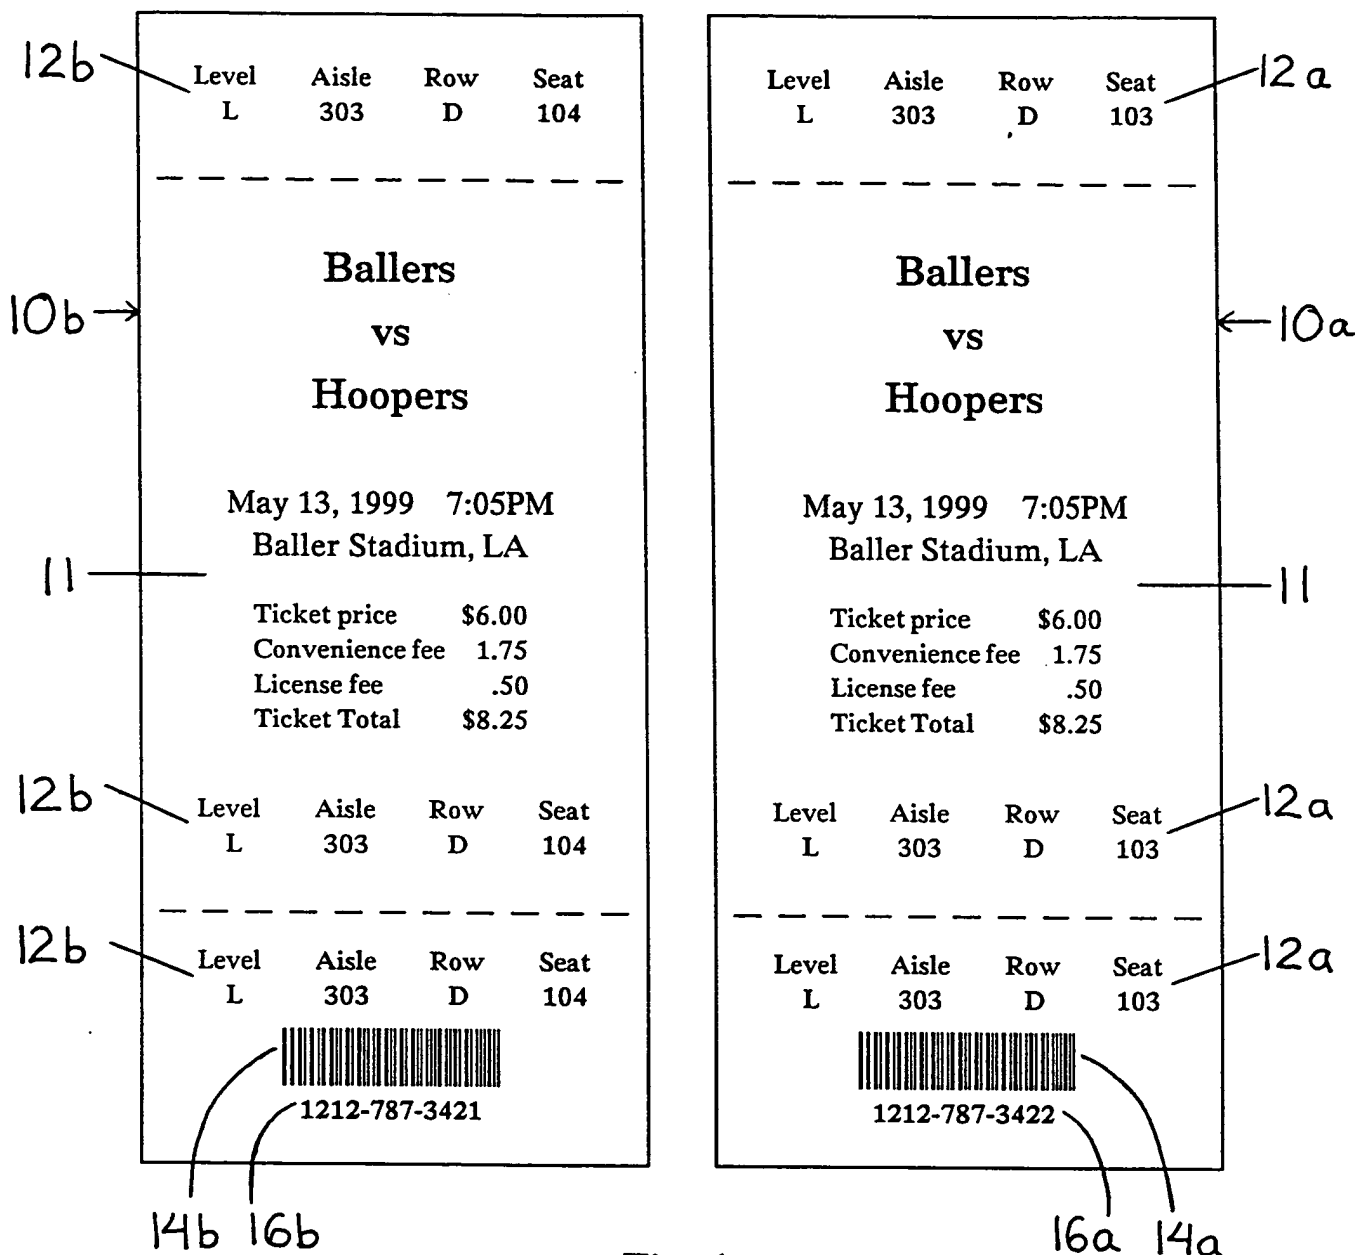 12b
Level Aisle Row Seat
L 303 D 104
Ballers
vs
Hoopers
10b
May 13, 1999 7:05PM
Baller Stadium, LA
11
Ticket price $6.00
Convenience fee 1.75
License fee .50
Ticket Total $8.25
12b
Level Aisle Row Seat
L 303 D 104
12b
Level Aisle Row Seat
L 303 D 104
1212-787-3421
14b 16b
12a
Level Aisle Row Seat
L 303 D 103
Ballers
vs
Hoopers
10a
May 13, 1999 7:05PM
Baller Stadium, LA
11
Ticket price $6.00
Convenience fee 1.75
License fee .50
Ticket Total $8.25
12a
Level Aisle Row Seat
L 303 D 103
12a
Level Aisle Row Seat
L 303 D 103
1212-787-3422
16a 14a